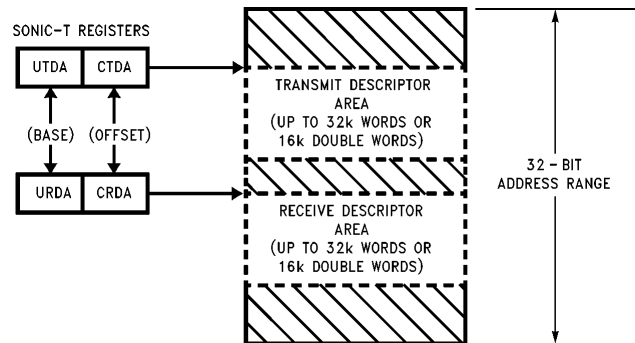 SONIC-T REGISTERS
UTDA CTDA
TRANSMIT DESCRIPTOR
AREA
(UP TO 32k WORDS OR
16k DOUBLE WORDS)
(BASE) (OFFSET)
32-BIT
ADDRESS RANGE
URDA CRDA
RECEIVE DESCRIPTOR
AREA
(UP TO 32k WORDS OR
16k DOUBLE WORDS)